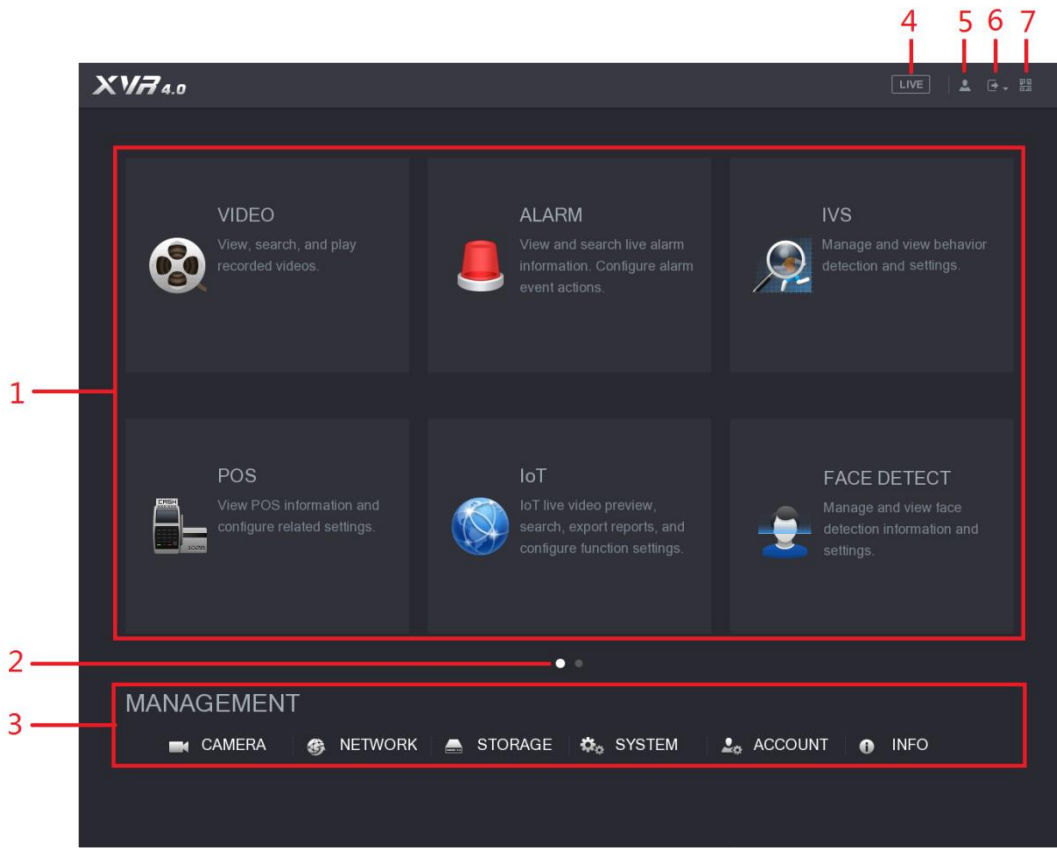 4 5 6 7
XVR 4.0
LIVE
VIDEO
View, search, and play
recorded videos.
ALARM
View and search live alarm
information. Configure alarm
event actions.
IVS
Manage and view behavior
detection and settings.
1
POS
View POS information and
configure related settings.
CASH
IoT
IoT live video preview,
search, export reports, and
configure function settings.
FACE DETECT
Manage and view face
detection information and
settings.
2
3
MANAGEMENT
CAMERA NETWORK STORAGE SYSTEM ACCOUNT INFO